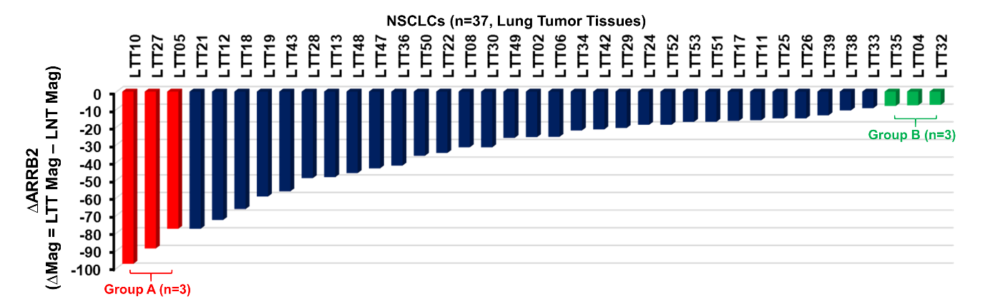 NSCLCs (n=37, Lung Tumor Tissues)
LTT10
LTT27
LTT05
LTT21
LTT12
LTT18
LTT19
LTT43
LTT28
LTT13
LTT48
LTT47
LTT36
LTT50
LTT22
LTT08
LTT30
LTT49
LTT02
LTT06
LTT34
LTT42
LTT29
LTT24
LTT52
LTT53
LTT51
LTT17
LTT11
LTT25
LTT26
LTT39
LTT38
LTT33
LTT35
LTT04
LTT32
ΔARRB2
(ΔMag = LTT Mag – LNT Mag)
0
-10
-20
-30
-40
-50
-60
-70
-80
-90
-100
Group B (n=3)
Group A (n=3)